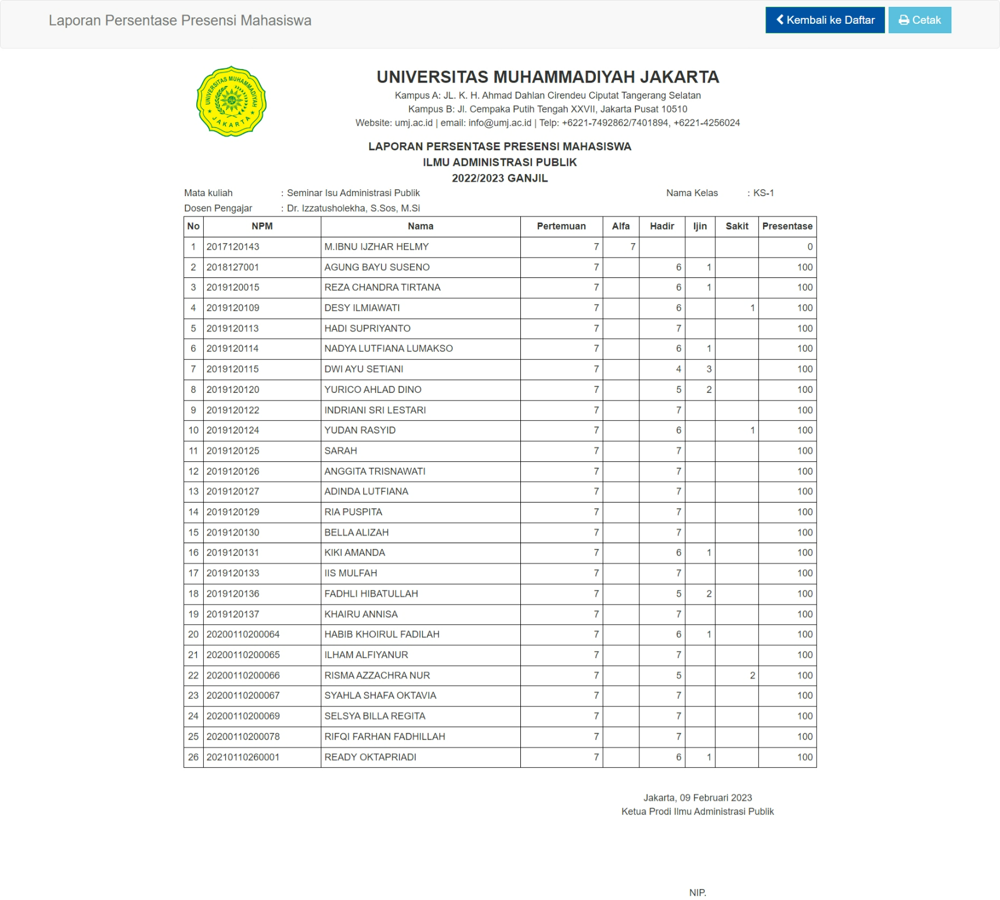 Laporan Persentase Presensi Mahasiswa
Kembali ke Daftar
Cetak
UNIVERSITAS MUHAMMADIYAH
JAKARTA
UNIVERSITAS MUHAMMADIYAH JAKARTA
Kampus A: JL. K. H. Ahmad Dahlan Cirendeu Ciputat Tangerang Selatan
Kampus B: Jl. Cempaka Putih Tengah XXVII, Jakarta Pusat 10510
Website: umj.ac.id | email: info@umj.ac.id | Telp: +6221-7492862/7401894, +6221-4256024
LAPORAN PERSENTASE PRESENSI MAHASISWA
ILMU ADMINISTRASI PUBLIK
2022/2023 GANJIL
Mata kuliah : Seminar Isu Administrasi Publik Nama Kelas : KS-1
Dosen Pengajar : Dr. Izzatusholekha, S.Sos, M.Si
No NPM Nama Pertemuan Alfa Hadir Ijin Sakit Presentase
1 2017120143 M.IBNU IJZHAR HELMY 7 7 0
2 2018127001 AGUNG BAYU SUSENO 7 6 1 100
3 2019120015 REZA CHANDRA TIRTANA 7 6 1 100
4 2019120109 DESY ILMIAWATI 7 6 1 100
5 2019120113 HADI SUPRIYANTO 7 7 100
6 2019120114 NADYA LUTFIANA LUMAKSO 7 6 1 100
7 2019120115 DWI AYU SETIANI 7 4 3 100
8 2019120120 YURICO AHLAD DINO 7 5 2 100
9 2019120122 INDRIANI SRI LESTARI 7 7 100
10 2019120124 YUDAN RASYID 7 6 1 100
11 2019120125 SARAH 7 7 100
12 2019120126 ANGGITA TRISNAWATI 7 7 100
13 2019120127 ADINDA LUTFIANA 7 7 100
14 2019120129 RIA PUSPITA 7 7 100
15 2019120130 BELLA ALIZAH 7 7 100
16 2019120131 KIKI AMANDA 7 6 1 100
17 2019120133 IIS MULFAH 7 7 100
18 2019120136 FADHLI HIBATULLAH 7 5 2 100
19 2019120137 KHAIRU ANNISA 7 7 100
20 20200110200064 HABIB KHOIRUL FADILAH 7 6 1 100
21 20200110200065 ILHAM ALFIYANUR 7 7 100
22 20200110200066 RISMA AZZACHRA NUR 7 5 2 100
23 20200110200067 SYAHLA SHAFA OKTAVIA 7 7 100
24 20200110200069 SELSYA BILLA REGITA 7 7 100
25 20200110200078 RIFQI FARHAN FADHILLAH 7 7 100
26 20210110260001 READY OKTAPRIADI 7 6 1 100
Jakarta, 09 Februari 2023
Ketua Prodi Ilmu Administrasi Publik
NIP.